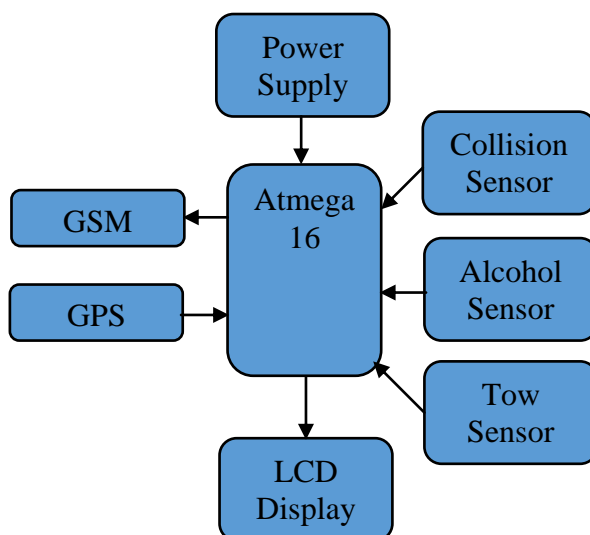 Power
Supply
Collision
Sensor
Atmega
16
GSM
Alcohol
Sensor
GPS
Tow
Sensor
LCD
Display